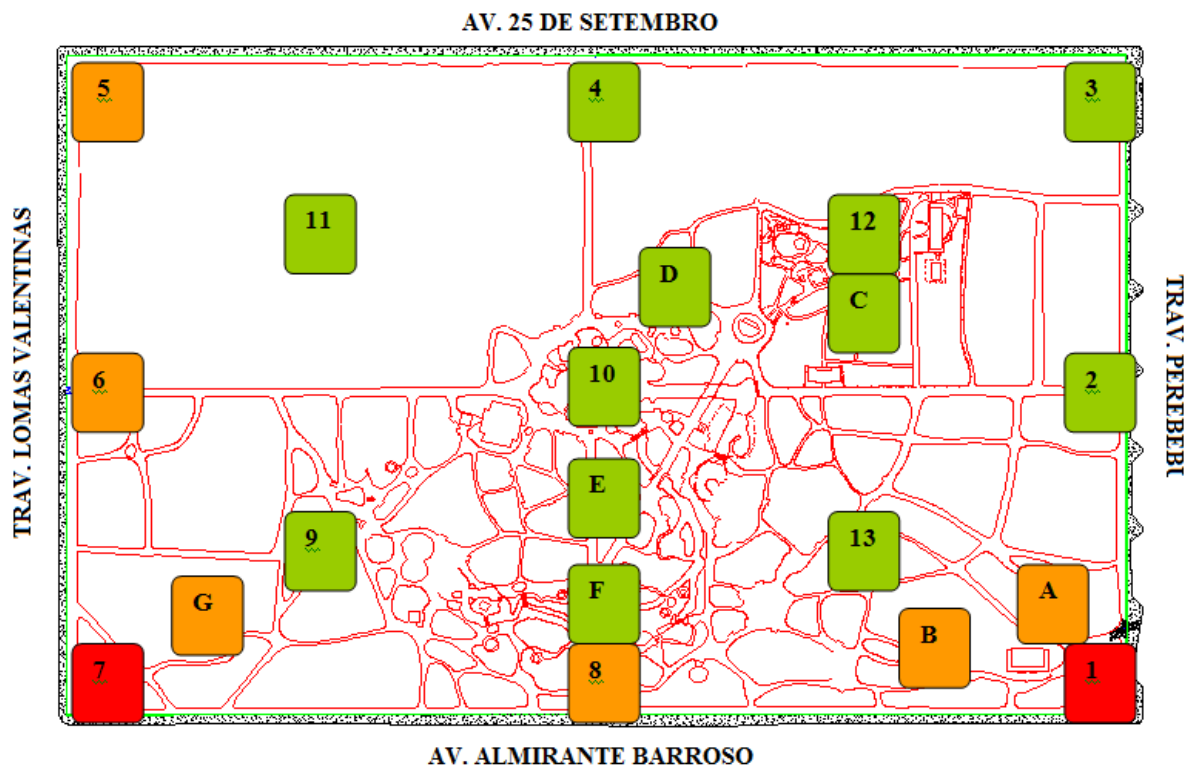 AV. 25 DE SETEMBRO
5
4
3
11
12
D
C
TRAV. LOMAS VALENTINAS
TRAV. PEREBEBI
6
10
2
E
9
13
G
F
B
A
7
8
1
AV. ALMIRANTE BARROSO